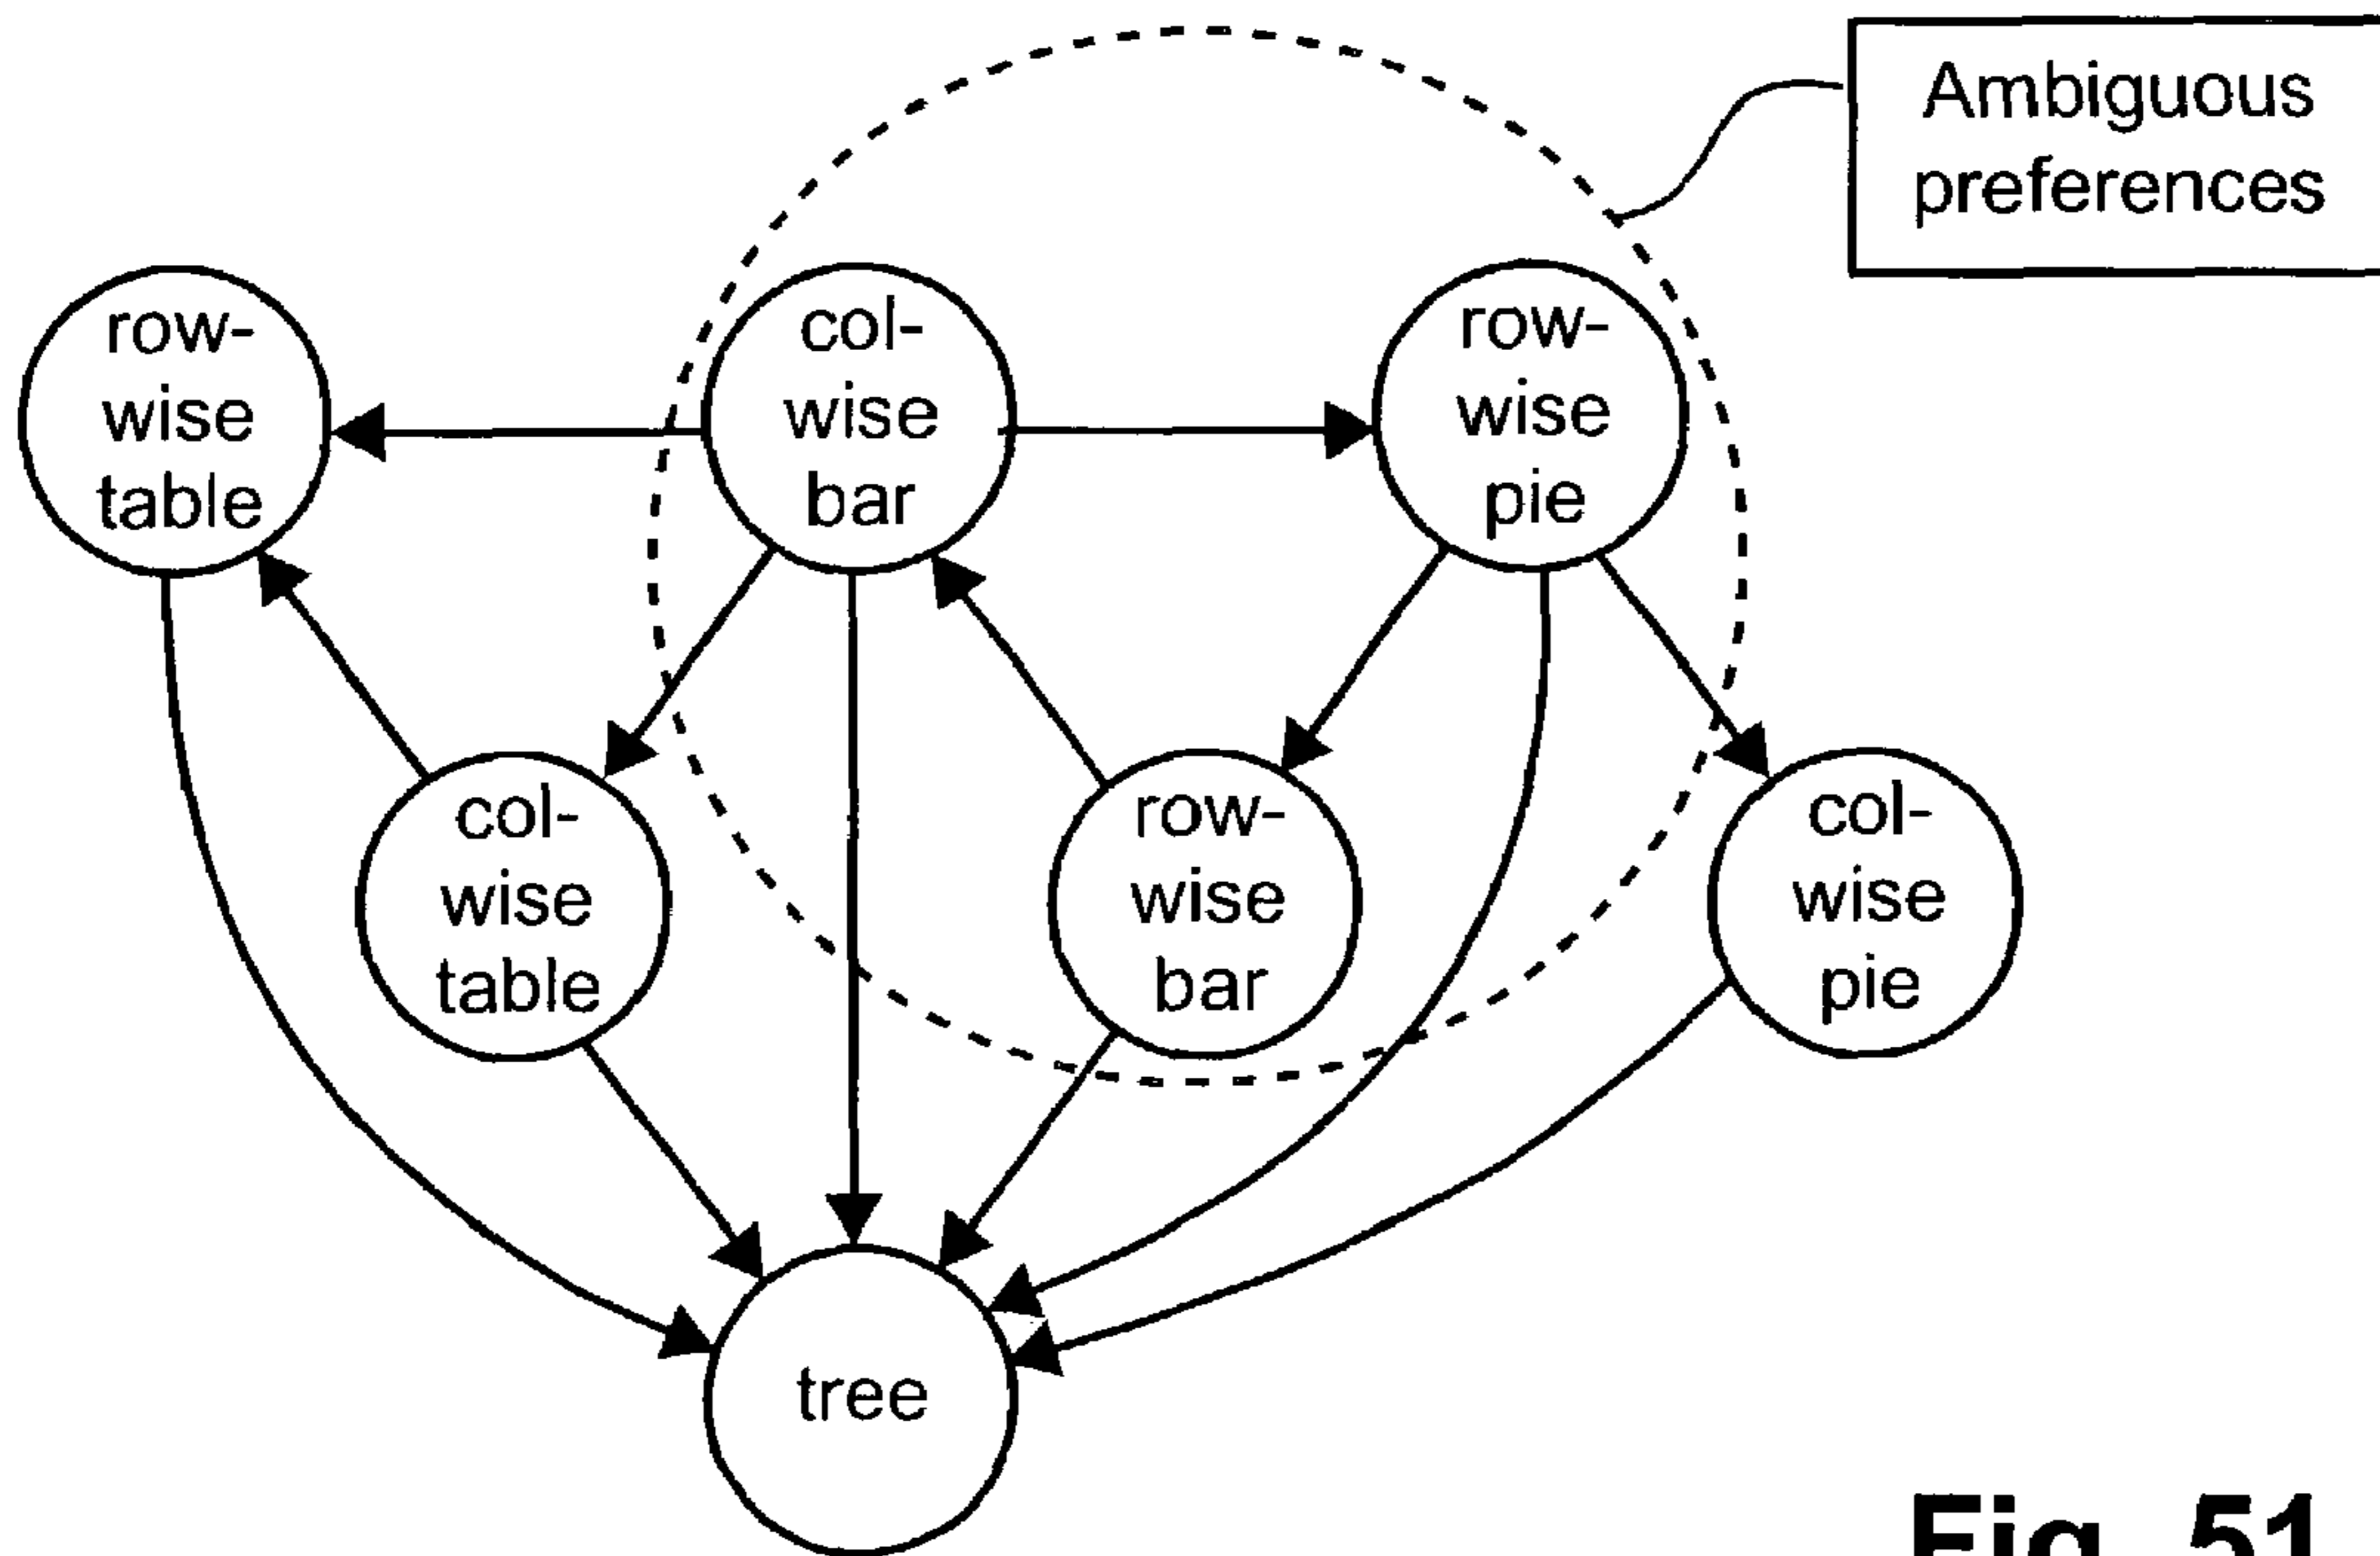 Ambiguous
preferences
row-
wise
table
col-
wise
bar
row-
wise
pie
col-
wise
table
row-
wise
bar
col-
wise
pie
tree
Fig. 51